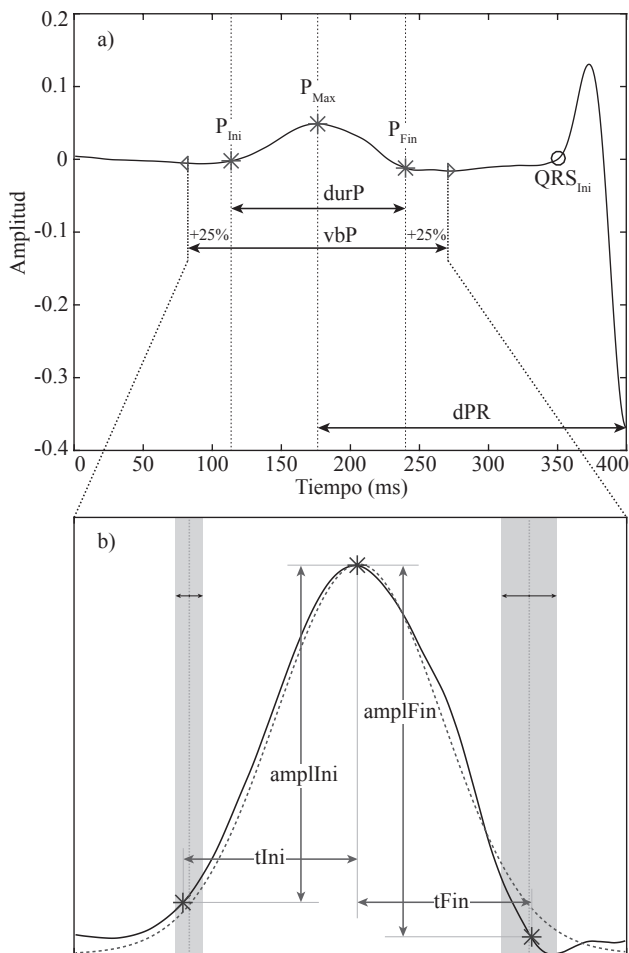 0.2
a)
0.1
P_Max
P_Ini
P_Fin
0
QRS_Ini
durP
-0.1
+25% vbP +25%
Amplitud
-0.2
-0.3
dPR
-0.4
0 50 100 150 200 250 300 350 400
Tiempo (ms)
b)
amplFin
amplIni
tIni
tFin